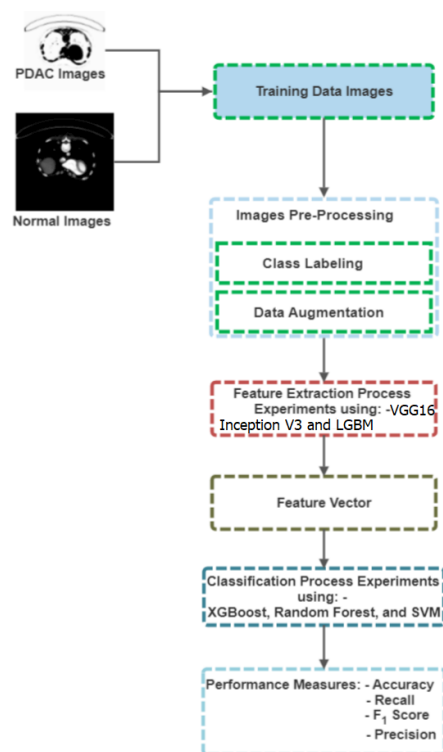 PDAC Images
Training Data Images
Normal Images
Images Pre-Processing
Class Labeling
Data Augmentation
Feature Extraction Process
Experiments using: -VGG16
Inception V3 and LGBM
Feature Vector
Classification Process Experiments
using: -
XGBoost, Random Forest, and SVM
Performance Measures: - Accuracy
- Recall
- F₁ Score
- Precision